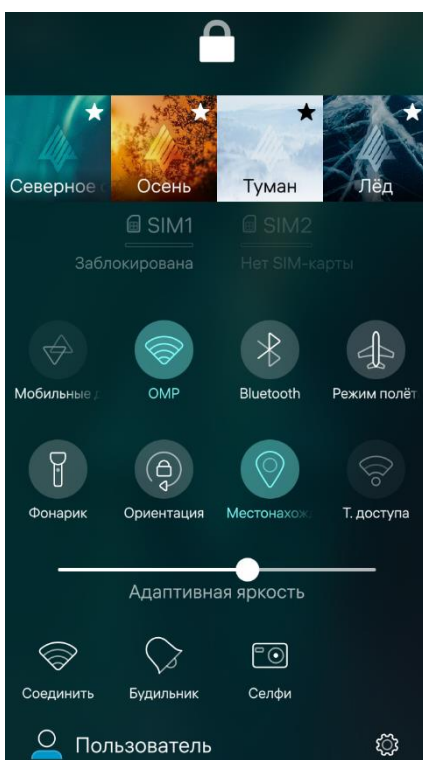 Северное с
Осень
Туман
Лёд
SIM1
SIM2
Заблокирована
Нет SIM-карты
Мобильные д
OMP
Bluetooth
Режим полёт
Фонарик
Ориентация
Местонахож
Т. доступа
Адаптивная яркость
Соединить
Будильник
Селфи
Пользователь